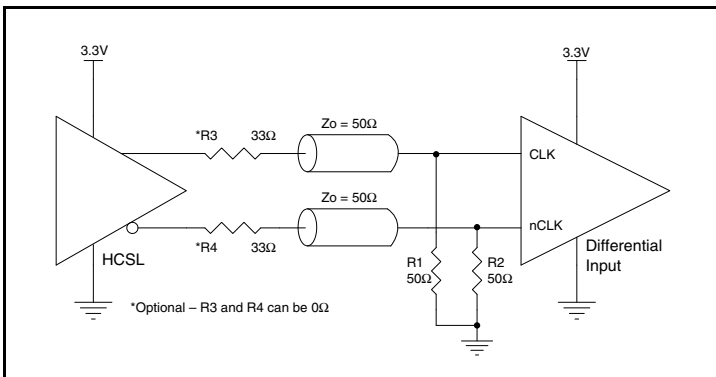 3.3V
3.3V
*R3 33Ω
Zo = 50Ω
CLK
Zo = 50Ω
nCLK
*R4 33Ω
HCSL
R1
50Ω
R2
50Ω
Differential
Input
*Optional – R3 and R4 can be 0Ω